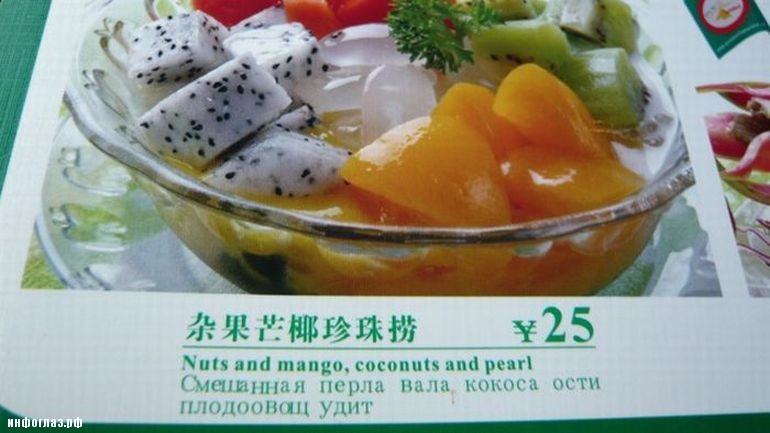 杂果芒椰珍珠捞 ¥25
Nuts and mango, coconuts and pearl
Смешанная перла вала кокоса ости
плодоовощ удит
инфоглаз.рф